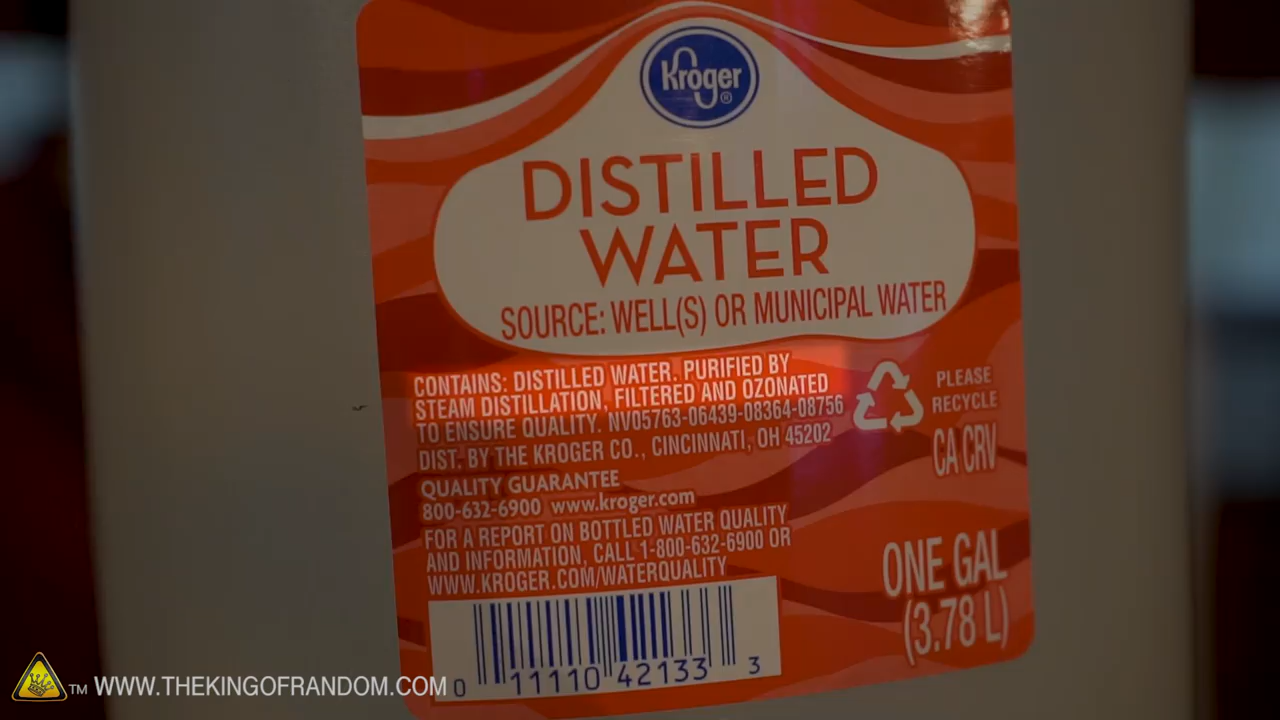 Kroger®
DISTILLED
WATER
SOURCE: WELL(S) OR MUNICIPAL WATER
CONTAINS: DISTILLED WATER. PURIFIED BY
STEAM DISTILLATION, FILTERED AND OZONATED
TO ENSURE QUALITY. NV05763-06439-08364-08756
DIST. BY THE KROGER CO., CINCINNATI, OH 45202
QUALITY GUARANTEE
800-632-6900 www.kroger.com
FOR A REPORT ON BOTTLED WATER QUALITY
AND INFORMATION, CALL 1-800-632-6900 OR
WWW.KROGER.COM/WATERQUALITY
PLEASE
RECYCLE
CA CRV
ONE GAL
(3.78 L)
0 11110 42133 3
TM WWW.THEKINGOFRANDOM.COM